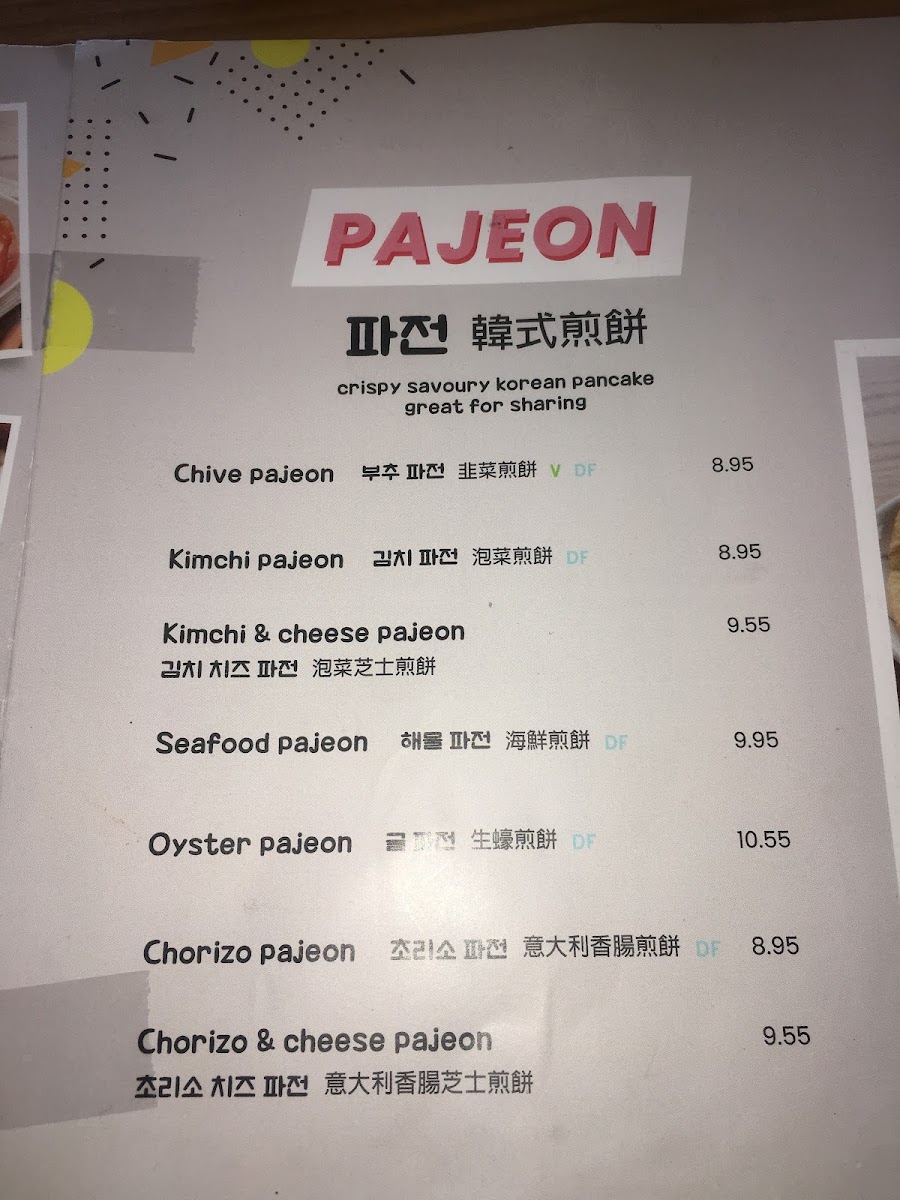 PAJEON
파전 韓式煎餅
crispy savoury korean pancake
great for sharing
Chive pajeon 부추 파전 韭菜煎餅 V DF 8.95
Kimchi pajeon 김치 파전 泡菜煎餅 DF 8.95
Kimchi & cheese pajeon 9.55
김치 치즈 파전 泡菜芝士煎餅
Seafood pajeon 해물 파전 海鮮煎餅 DF 9.95
Oyster pajeon 굴 파전 生蠔煎餅 DF 10.55
Chorizo pajeon 초리소 파전 意大利香腸煎餅 DF 8.95
Chorizo & cheese pajeon 9.55
초리소 치즈 파전 意大利香腸芝士煎餅